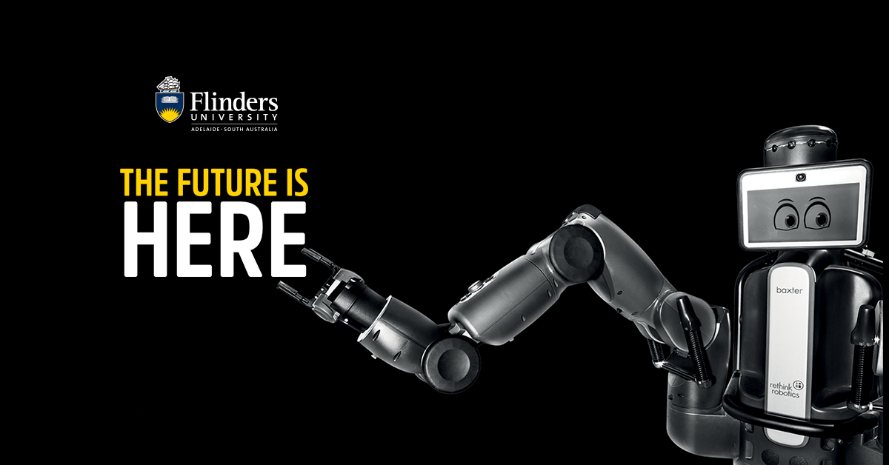 Flinders
UNIVERSITY
ADELAIDE · SOUTH AUSTRALIA
THE FUTURE IS
HERE
baxter
rethink
robotics